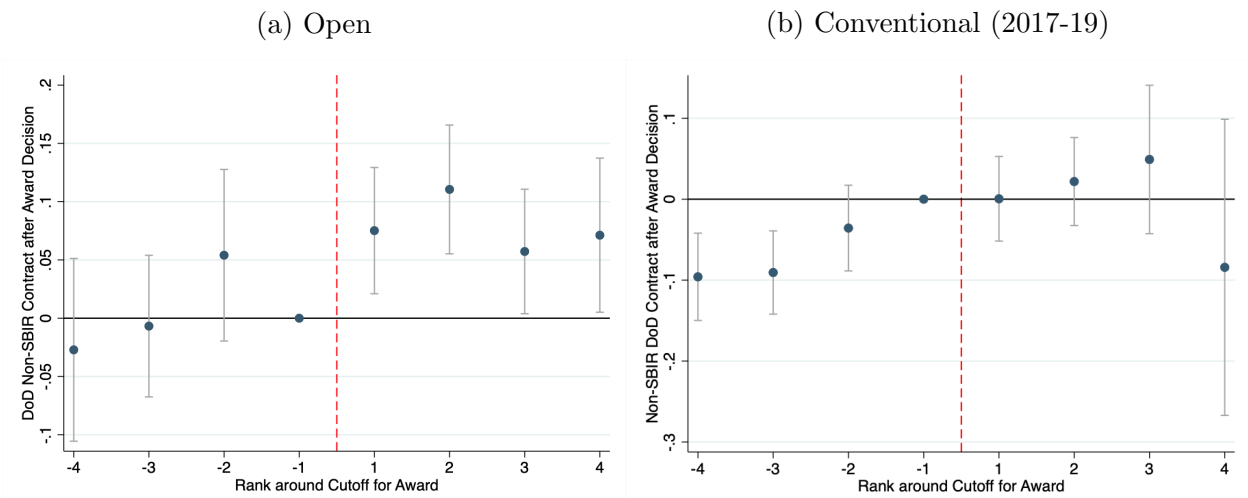 (a) Open
DoD Non-SBIR Contract after Award Decision
.2
.15
.1
.05
0
-.05
-.1
-4 -3 -2 -1 1 2 3 4
Rank around Cutoff for Award
(b) Conventional (2017-19)
Non-SBIR DoD Contract after Award Decision
.1
0
-.1
-.2
-.3
-4 -3 -2 -1 1 2 3 4
Rank around Cutoff for Award